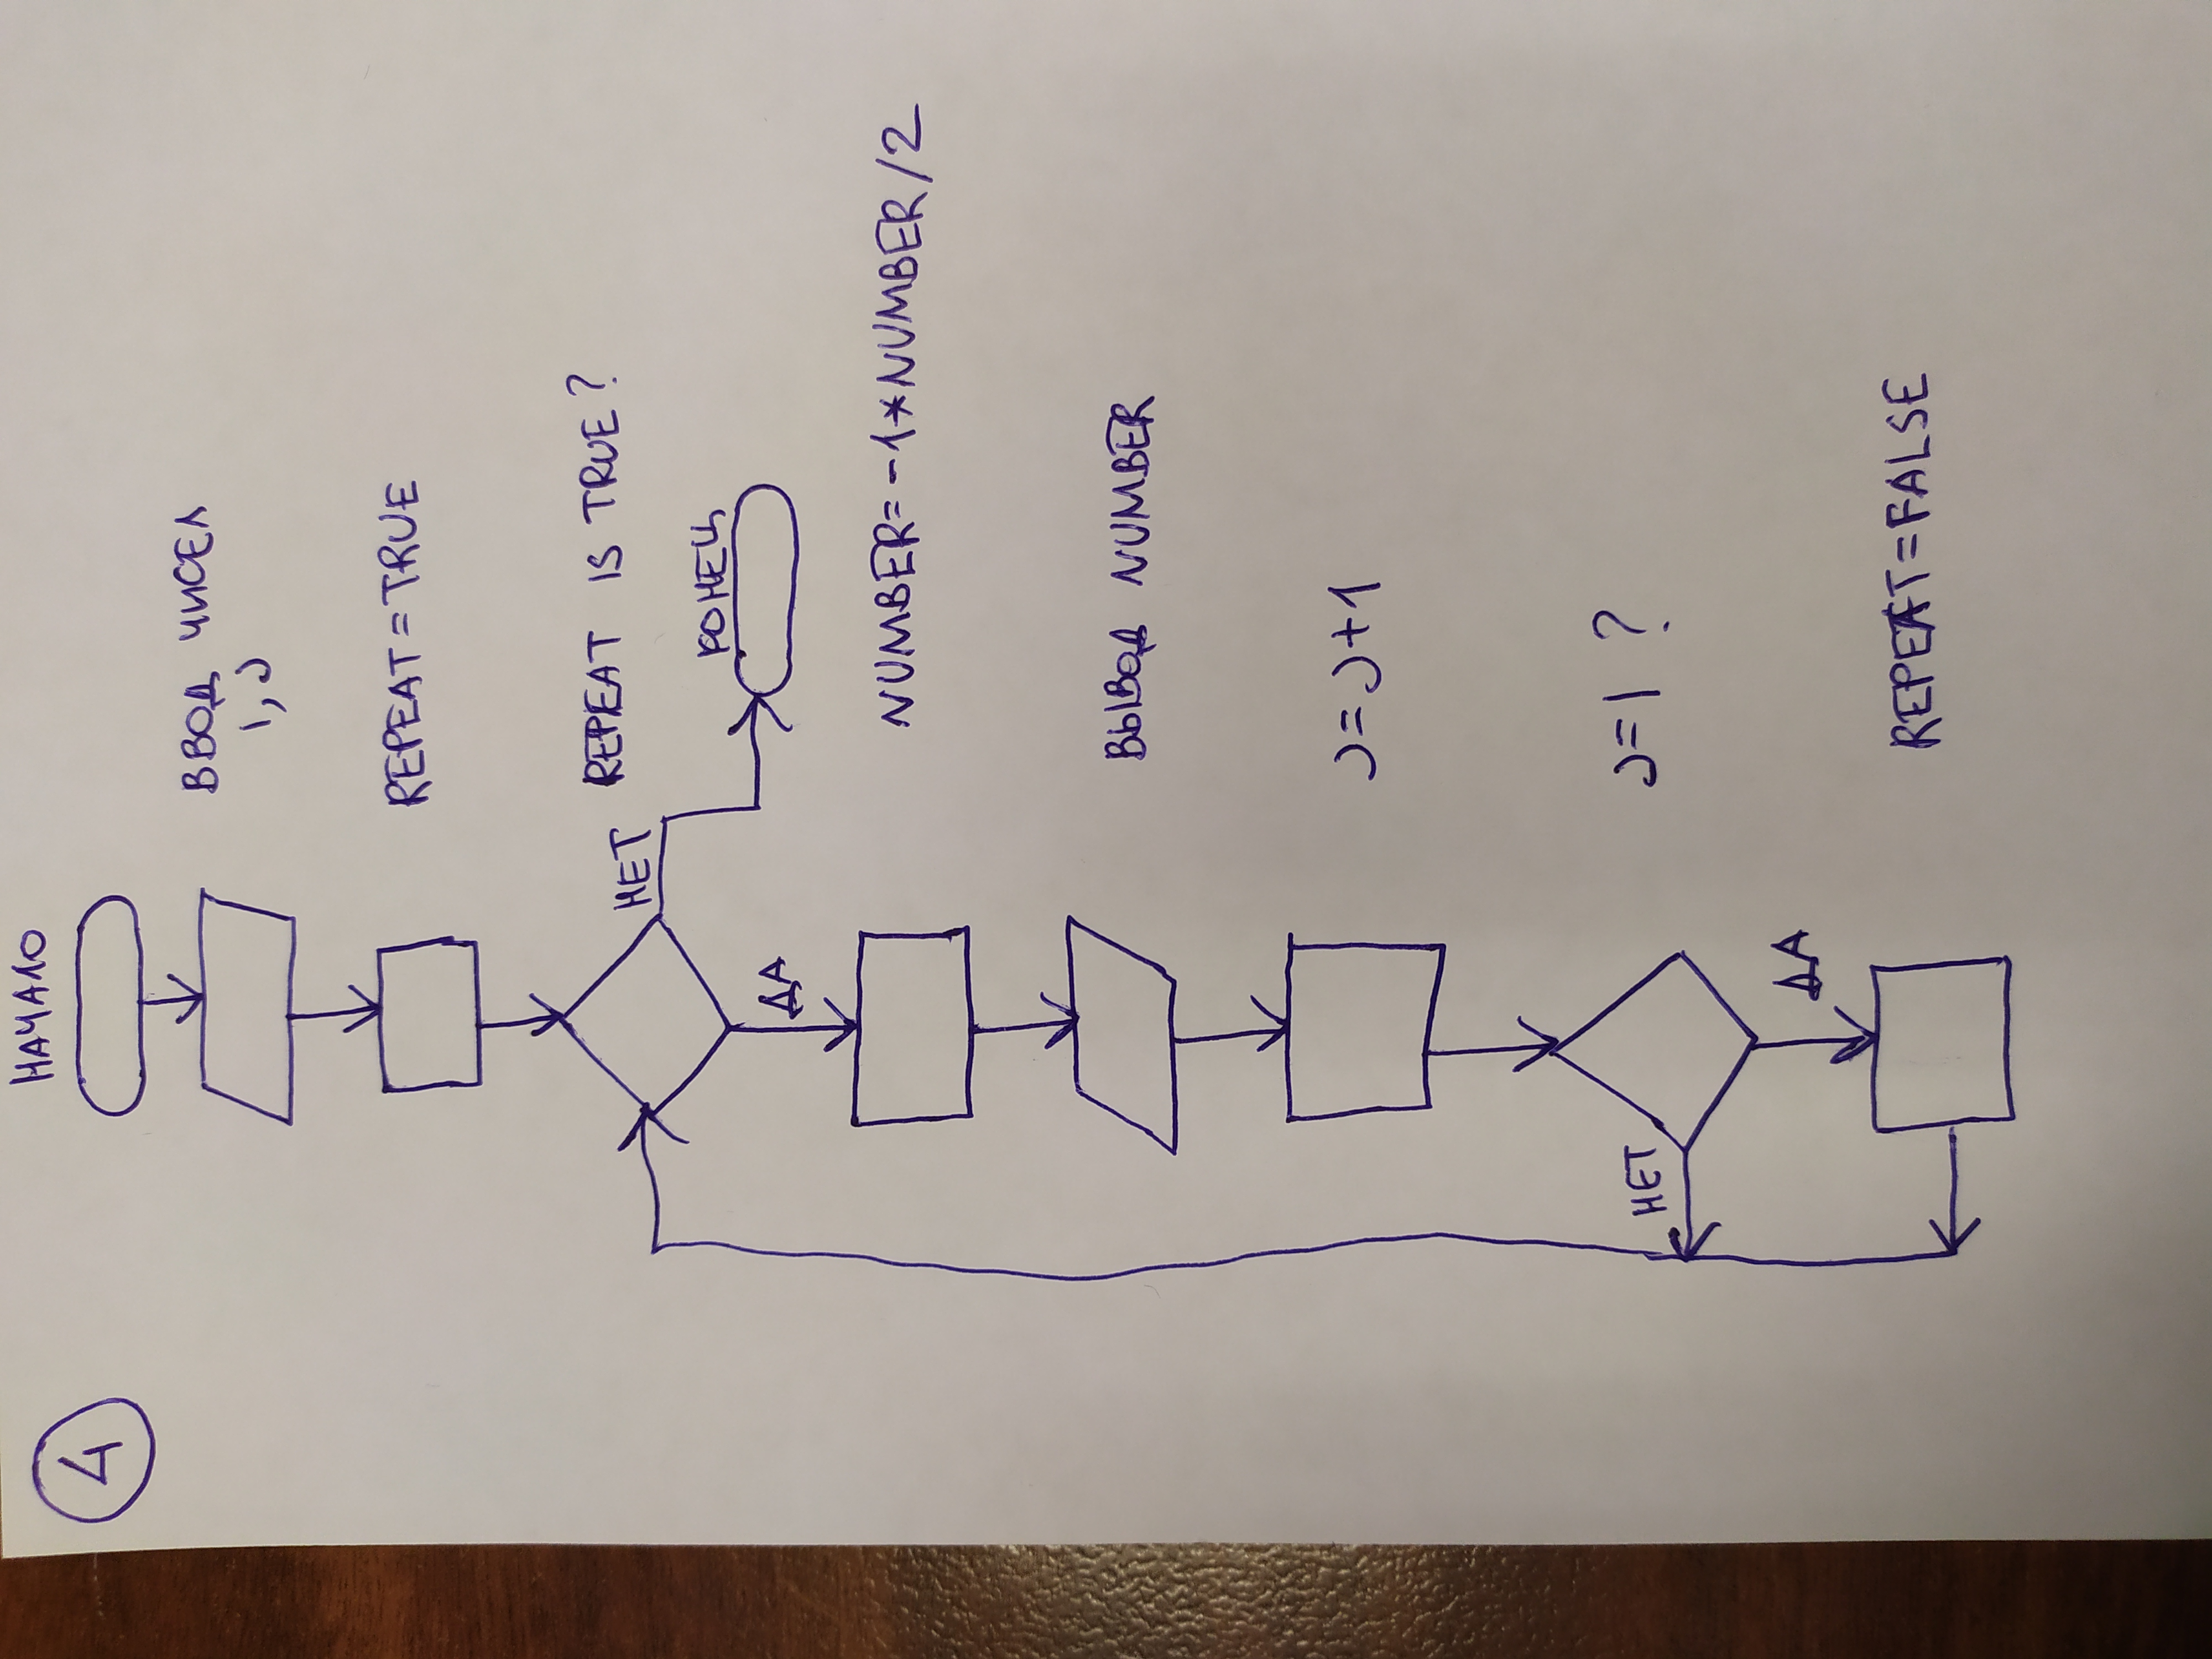 4
НАЧАЛО
ВВОД ЧИСЕЛ
I, J
REPEAT=TRUE
REPEAT IS TRUE?
НЕТ
КОНЕЦ
ДА
NUMBER=-1*NUMBER/2
ВЫВОД NUMBER
J=J+1
J=I ?
НЕТ
ДА
REPEAT=FALSE